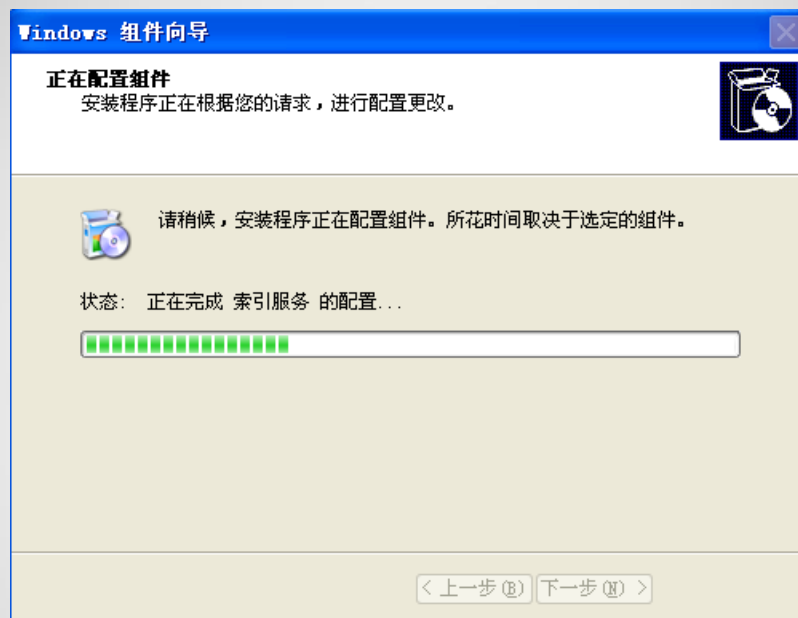 Windows 组件向导
正在配置组件
安装程序正在根据您的请求，进行配置更改。
请稍候，安装程序正在配置组件。所花时间取决于选定的组件。
状态: 正在完成 索引服务 的配置...
< 上一步(B) 下一步(N) >